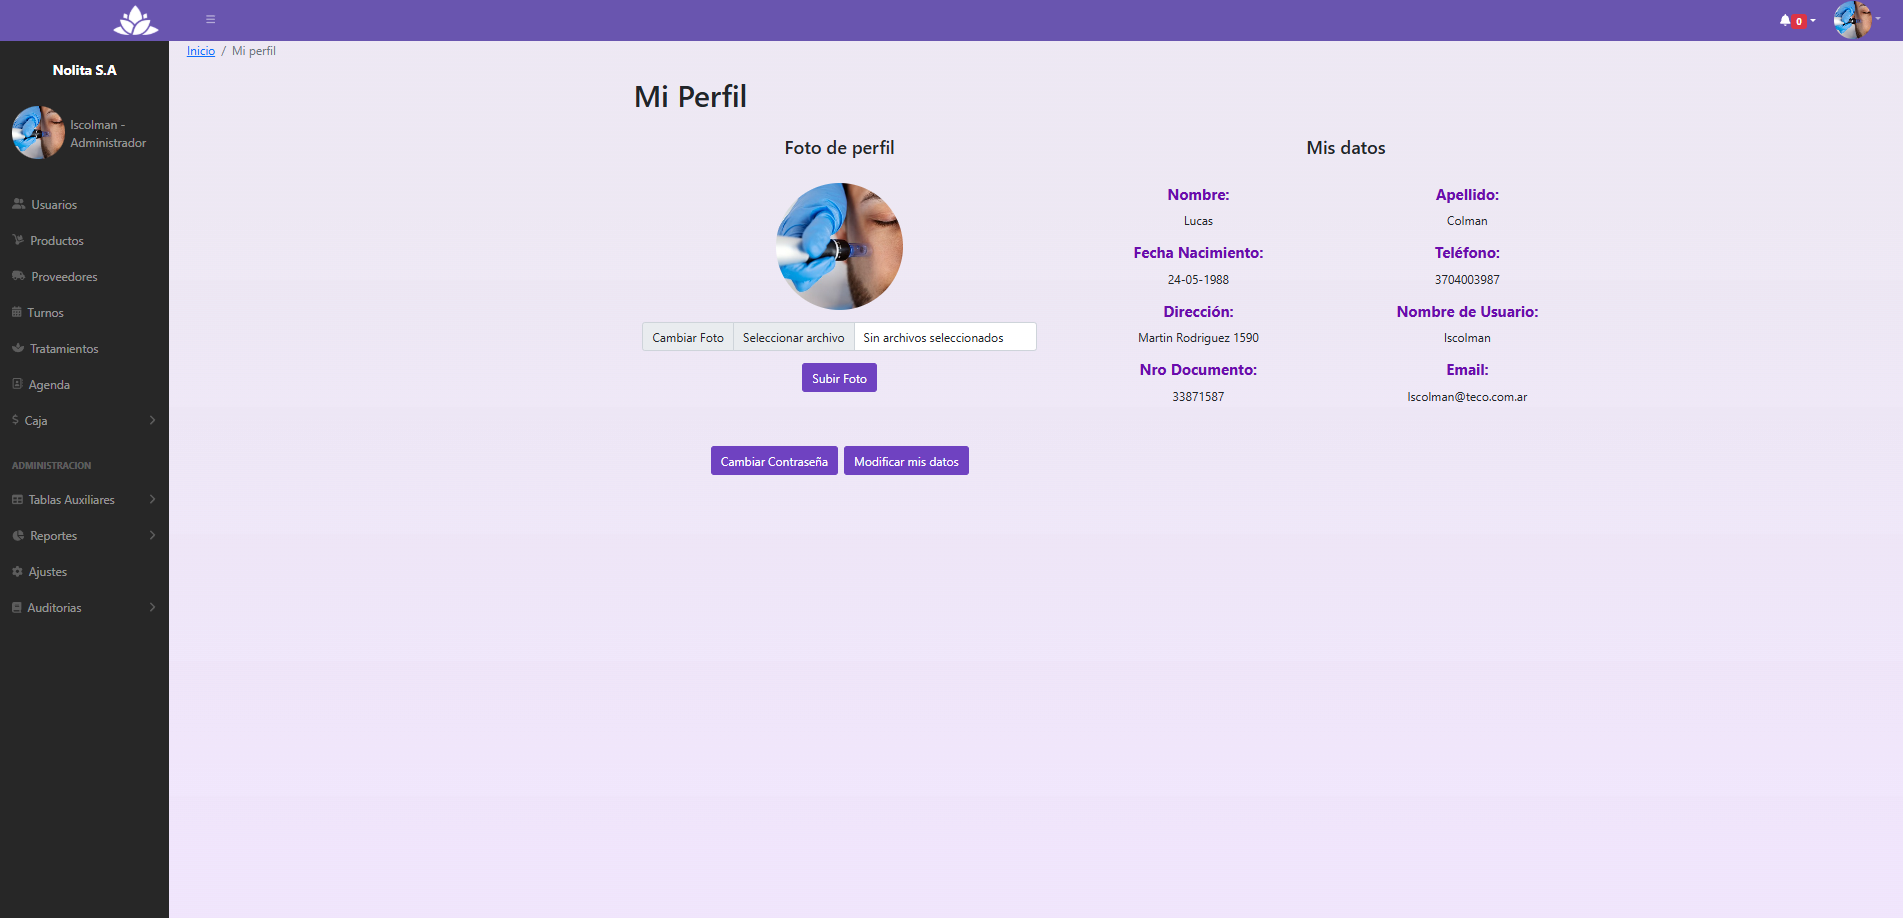 0
Inicio / Mi perfil
Nolita S.A
lscolman -
Administrador
Usuarios
Productos
Proveedores
Turnos
Tratamientos
Agenda
$ Caja
ADMINISTRACION
Tablas Auxiliares
Reportes
Ajustes
Auditorias
Mi Perfil
Foto de perfil
Cambiar Foto Seleccionar archivo Sin archivos seleccionados
Subir Foto
Cambiar Contraseña Modificar mis datos
Mis datos
Nombre: Apellido:
Lucas Colman
Fecha Nacimiento: Teléfono:
24-05-1988 3704003987
Dirección: Nombre de Usuario:
Martin Rodriguez 1590 lscolman
Nro Documento: Email:
33871587 lscolman@teco.com.ar